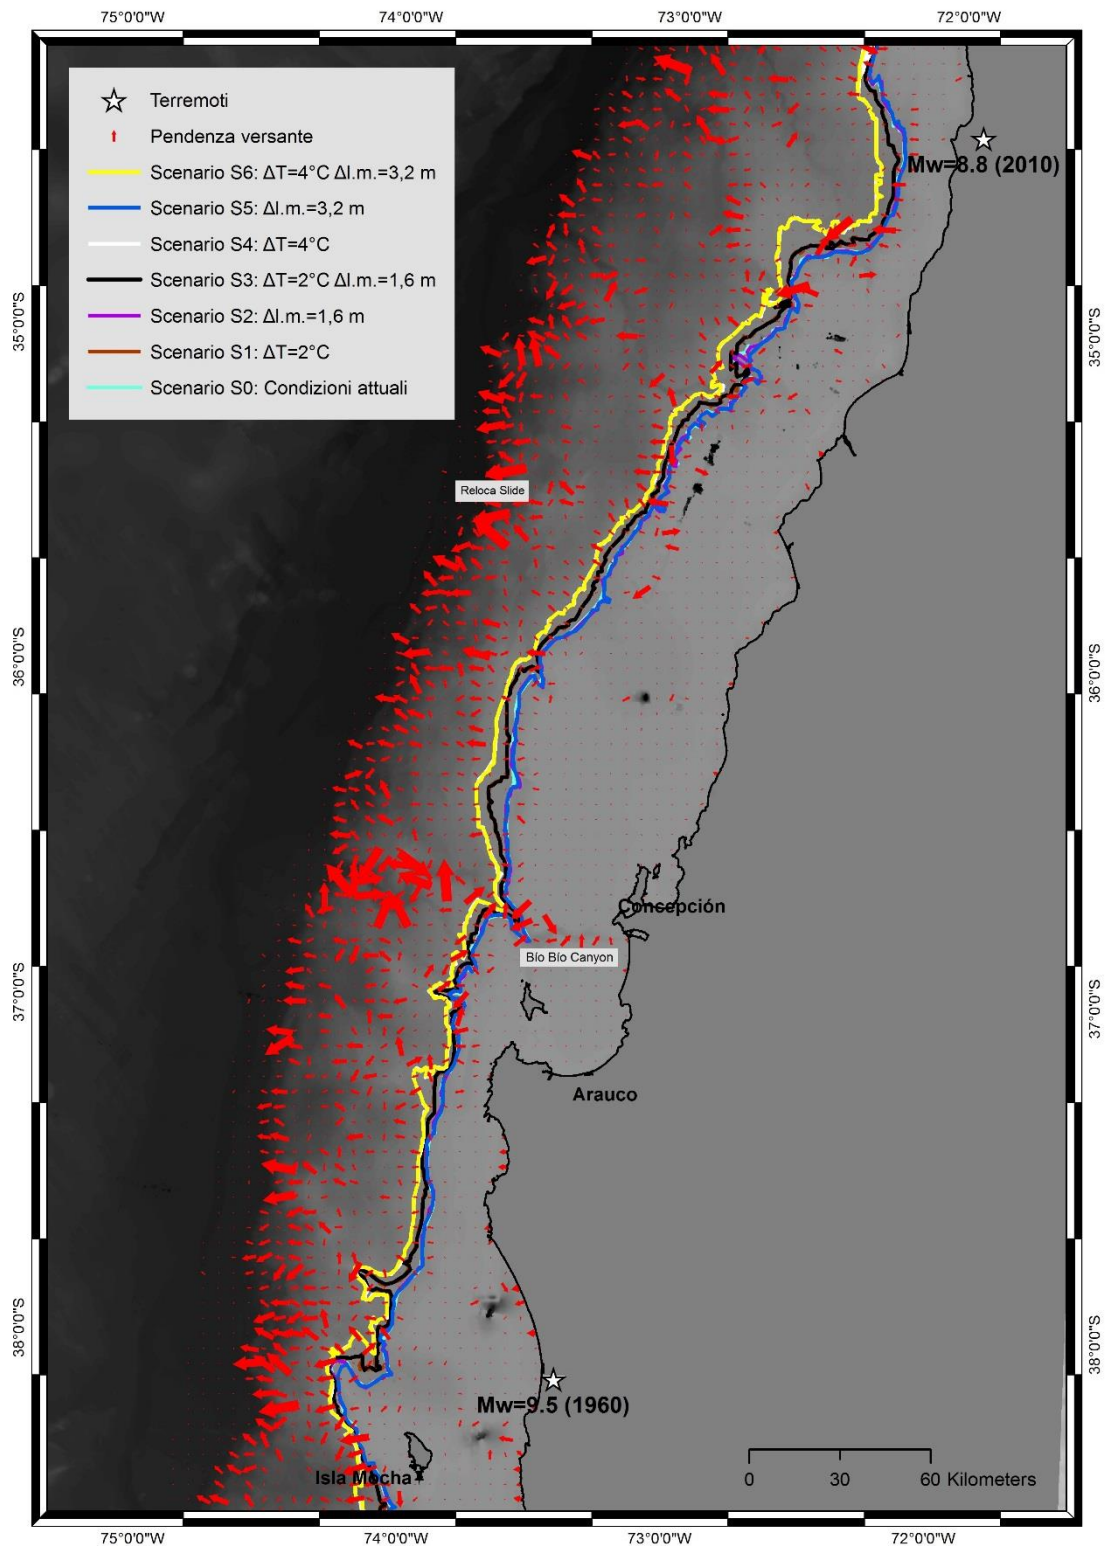 75°0'0"W 74°0'0"W 73°0'0"W 72°0'0"W
Terremoti
Pendenza versante
Scenario S6: ΔT=4°C Δl.m.=3,2 m
Scenario S5: Δl.m.=3,2 m
Scenario S4: ΔT=4°C
Scenario S3: ΔT=2°C Δl.m.=1,6 m
Scenario S2: Δl.m.=1,6 m
Scenario S1: ΔT=2°C
Scenario S0: Condizioni attuali
Mw=8.8 (2010)
35°0'0"S
35°0'0"S
Reloca Slide
36°0'0"S
36°0'0"S
Concepción
Bío Bío Canyon
37°0'0"S
37°0'0"S
Arauco
38°0'0"S
38°0'0"S
Mw=9.5 (1960)
Isla Mocha
0 30 60 Kilometers
75°0'0"W 74°0'0"W 73°0'0"W 72°0'0"W